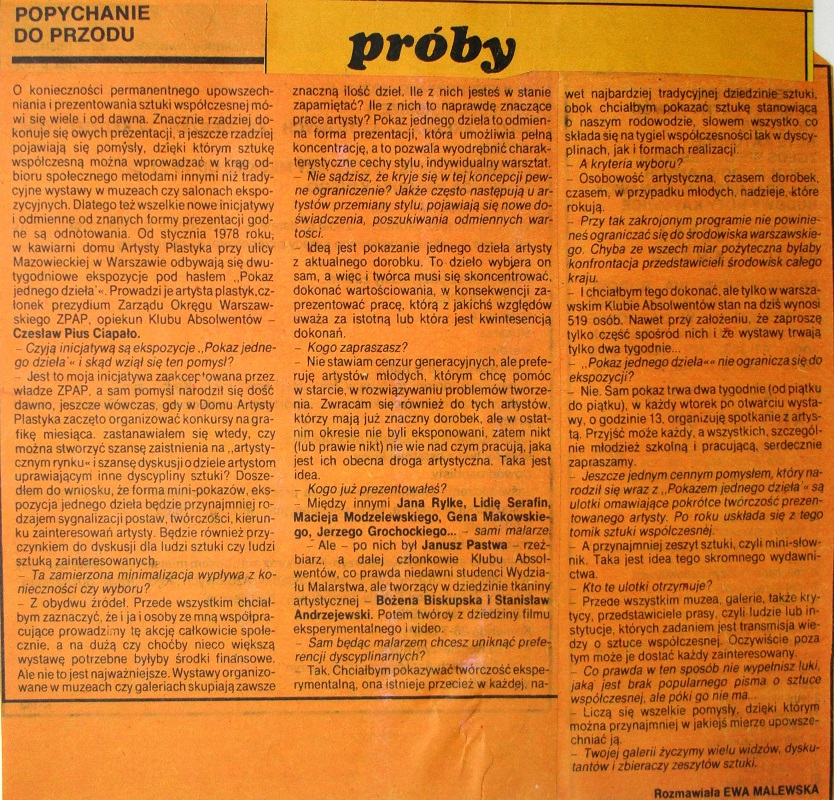 POPYCHANIE
DO PRZODU
próby
O konieczności permanentnego upowszech-
niania i prezentowania sztuki współczesnej mó-
wi się wiele i od dawna. Znacznie rzadziej do-
konuje się owych prezentacji, a jeszcze rzadziej
pojawiają się pomysły, dzięki którym sztukę
współczesną można wprowadzać w krąg od-
bioru społecznego metodami innymi niż trady-
cyjne wystawy w muzeach czy salonach ekspo-
zycyjnych. Dlatego też wszelkie nowe inicjatywy
i odmienne od znanych formy prezentacji god-
ne są odnotowania. Od stycznia 1978 roku,
w kawiarni domu Artysty Plastyka przy ulicy
Mazowieckiej w Warszawie odbywają się dwu-
tygodniowe ekspozycje pod hasłem „Pokaz
jednego dzieła”. Prowadzi je artysta plastyk, czł-
onek prezydium Zarządu Okręgu Warszaw-
skiego ZPAP, opiekun Klubu Absolwentów –
Czesław Pius Ciapało.
– Czyją inicjatywą są ekspozycje „Pokaz jedne-
go dzieła” i skąd wziął się ten pomysł?
– Jest to moja inicjatywa zaakceptowana przez
władze ZPAP, a sam pomysł narodził się dość
dawno, jeszcze wówczas, gdy w Domu Artysty
Plastyka zaczęto organizować konkursy na gra-
fikę miesiąca. zastanawiałem się wtedy, czy
można stworzyć szansę zaistnienia na „artysty-
cznym rynku” i szansę dyskusji o dziele artystom
uprawiającym inne dyscypliny sztuki? Dosze-
dłem do wniosku, że forma mini-pokazów, eks-
pozycja jednego dzieła będzie przynajmniej ro-
dzajem sygnalizacji postaw, twórczości, kierun-
ku zainteresowań artysty. Będzie również przy-
czynkiem do dyskusji dla ludzi sztuki czy ludzi
sztuką zainteresowanych.
– Ta zamierzona minimalizacja wypływa z ko-
nieczności czy wyboru?
– Z obydwu źródeł. Przede wszystkim chciał-
bym zaznaczyć, że i ja i osoby ze mną współpra-
cujące prowadzimy tę akcję całkowicie społe-
cznie, a na dużą czy choćby nieco większą
wystawę potrzebne byłyby środki finansowe.
Ale nie to jest najważniejsze. Wystawy organizo-
wane w muzeach czy galeriach skupiają zawsze
znaczną ilość dzieł. Ile z nich jesteś w stanie
zapamiętać? Ile z nich to naprawdę znaczące
prace artysty? Pokaz jednego dzieła to odmien-
na forma prezentacji, która umożliwia pełną
koncentrację, a to pozwala wyodrębnić charak-
terystyczne cechy stylu, indywidualny warsztat.
– Nie sądzisz, że kryje się w tej koncepcji pew-
ne ograniczenie? Jakże często następują u ar-
tystów przemiany stylu, pojawiają się nowe do-
świadczenia, poszukiwania odmiennych war-
tości.
– Ideą jest pokazanie jednego dzieła artysty
z aktualnego dorobku. To dzieło wybiera on
sam, a więc i twórca musi się skoncentrować,
dokonać wartościowania, w konsekwencji za-
prezentować pracę, którą z jakichś względów
uważa za istotną lub która jest kwintesencją
dokonań.
– Kogo zapraszasz?
– Nie stawiam cenzur generacyjnych, ale prefe-
ruję artystów młodych, którym chcę pomóc
w starcie, w rozwiązywaniu problemów tworze-
nia. Zwracam się również do tych artystów,
którzy mają już znaczny dorobek, ale w ostat-
nim okresie nie byli eksponowani, zatem nikt
(lub prawie nikt) nie wie nad czym pracują, jaka
jest ich obecna droga artystyczna. Taka jest
idea.
– Kogo już prezentowałeś?
– Między innymi Jana Rylke, Lidię Serafin,
Macieja Modzelewskiego, Gena Makowskie-
go, Jerzego Grochockiego... – sami malarze.
– Ale – po nich był Janusz Pastwa – rzeź-
biarz, a dalej członkowie Klubu Absol-
wentów, co prawda niedawni studenci Wydzia-
łu Malarstwa, ale tworzący w dziedzinie tkaniny
artystycznej – Bożena Biskupska i Stanisław
Andrzejewski. Potem twórcy z dziedziny filmu
eksperymentalnego i video.
– Sam będąc malarzem chcesz uniknąć prefe-
rencji dyscyplinarnych?
– Tak. Chciałbym pokazywać twórczość ekspe-
rymentalną, ona istnieje przecież w każdej, na-
wet najbardziej tradycyjnej dziedzinie sztuki,
obok chciałbym pokazać sztukę stanowiącą
o naszym rodowodzie, słowem wszystko co
składa się na tygiel współczesności tak w dyscy-
plinach, jak i formach realizacji.
– A kryteria wyboru?
– Osobowość artystyczna, czasem dorobek,
czasem, w przypadku młodych, nadzieje, które
rokują.
– Przy tak zakrojonym programie nie powinie-
neś ograniczać się do środowiska warszawskie-
go. Chyba ze wszech miar pożyteczna byłaby
konfrontacja przedstawicieli środowisk całego
kraju.
– I chciałbym tego dokonać, ale tylko w warsza-
wskim Klubie Absolwentów stan na dziś wynosi
519 osób. Nawet przy założeniu, że zaproszę
tylko część spośród nich i że wystawy trwają
tylko dwa tygodnie...
– „Pokaz jednego dzieła”” nie ogranicza się do
ekspozycji?
– Nie. Sam pokaz trwa dwa tygodnie (od piątku
do piątku), w każdy wtorek po otwarciu wysta-
wy, o godzinie 13, organizuję spotkanie z artys-
tą. Przyjść może każdy, a wszystkich, szczegól-
nie młodzież szkolną i pracującą, serdecznie
zapraszamy.
– Jeszcze jednym cennym pomysłem, który na-
rodził się wraz z „Pokazem jednego dzieła” są
ulotki omawiające pokrótce twórczość prezen-
towanego artysty. Po roku uskłada się z tego
tomik sztuki współczesnej.
– A przynajmniej zeszyt sztuki, czyli mini-słow-
nik. Taka jest idea tego skromnego wydawni-
ctwa.
– Kto te ulotki otrzymuje?
– Przede wszystkim muzea, galerie, także kry-
tycy, przedstawiciele prasy, czyli ludzie lub in-
stytucje, których zadaniem jest transmisja wie-
dzy o sztuce współczesnej. Oczywiście poza
tym może je dostać każdy zainteresowany.
– Co prawda w ten sposób nie wypełnisz luki,
jaką jest brak popularnego pisma o sztuce
współczesnej, ale póki go nie ma...
– Liczą się wszelkie pomysły, dzięki którym
można przynajmniej w jakiejś mierze upowsze-
chniać ją.
– Twojej galerii życzymy wielu widzów, dysku-
tantów i zbieraczy zeszytów sztuki.
Rozmawiała EWA MALEWSKA